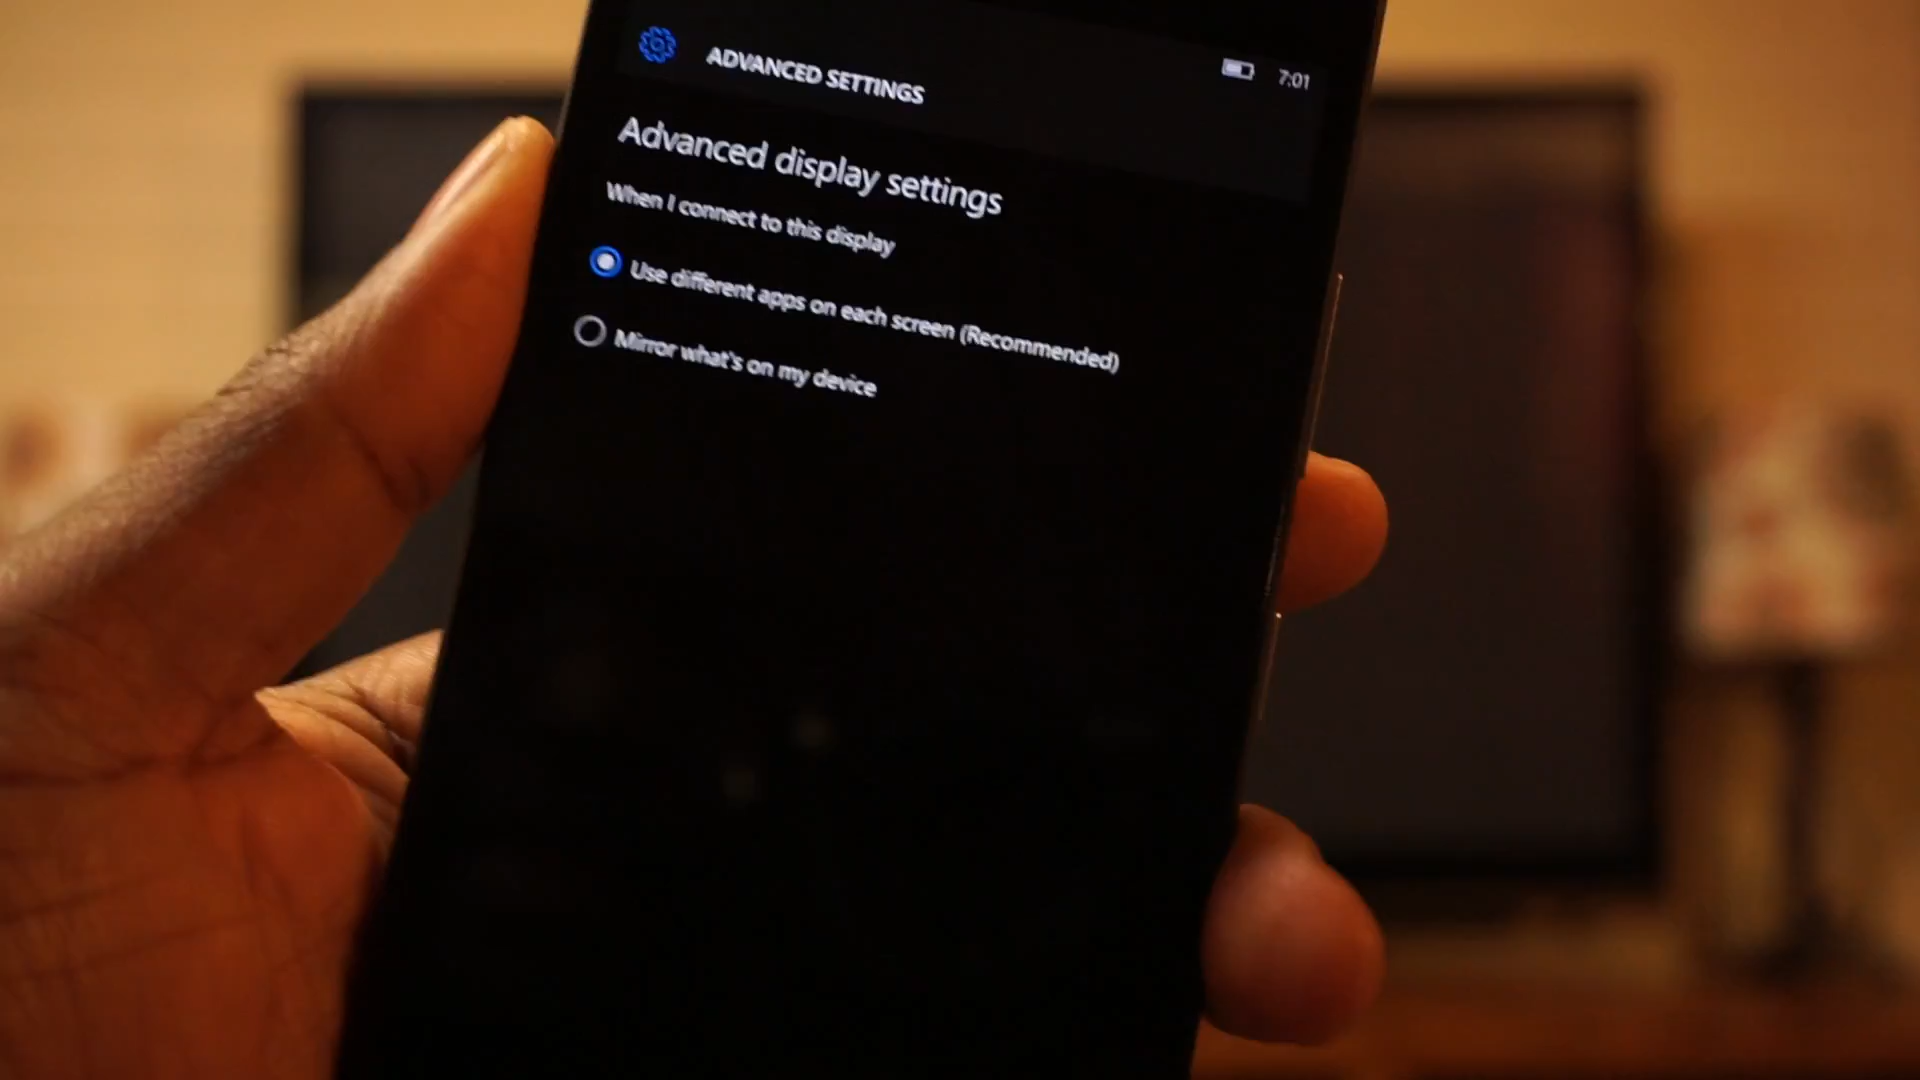 ADVANCED SETTINGS
7:01
Advanced display settings
When I connect to this display
Use different apps on each screen (Recommended)
Mirror what's on my device